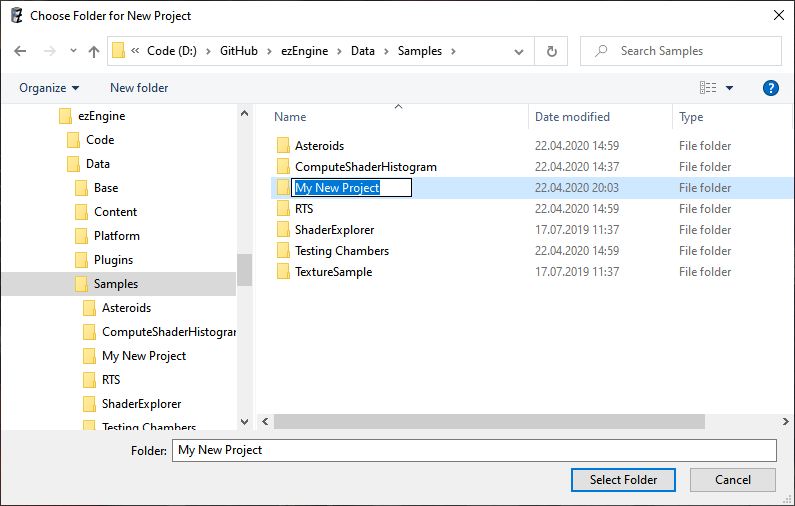 Choose Folder for New Project
Code (D:) > GitHub > ezEngine > Data > Samples >
Search Samples
Organize
New folder
?
ezEngine
Code
Data
Base
Content
Platform
Plugins
Samples
Asteroids
ComputeShaderHistogram
My New Project
RTS
ShaderExplorer
Testing Chambers
Name Date modified Type
Asteroids 22.04.2020 14:59 File folder
ComputeShaderHistogram 22.04.2020 14:37 File folder
My New Project 22.04.2020 20:03 File folder
RTS 22.04.2020 14:59 File folder
ShaderExplorer 17.07.2019 11:37 File folder
Testing Chambers 22.04.2020 14:59 File folder
TextureSample 17.07.2019 11:37 File folder
Folder: My New Project
Select Folder Cancel